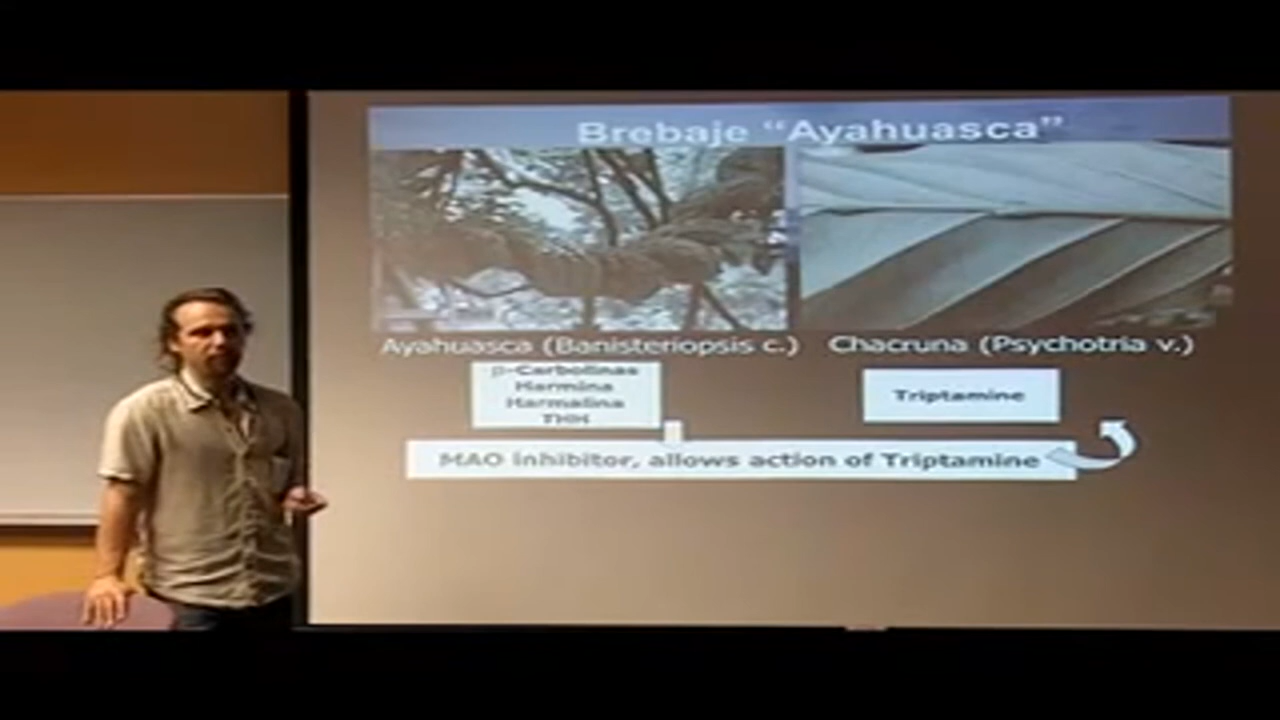 Brebaje “Ayahuasca”
Ayahuasca (Banisteriopsis c.)
Chacruna (Psychotria v.)
β-Carbolinas
Harmina
Harmalina
THH
Triptamine
MAO inhibitor, allows action of Triptamine